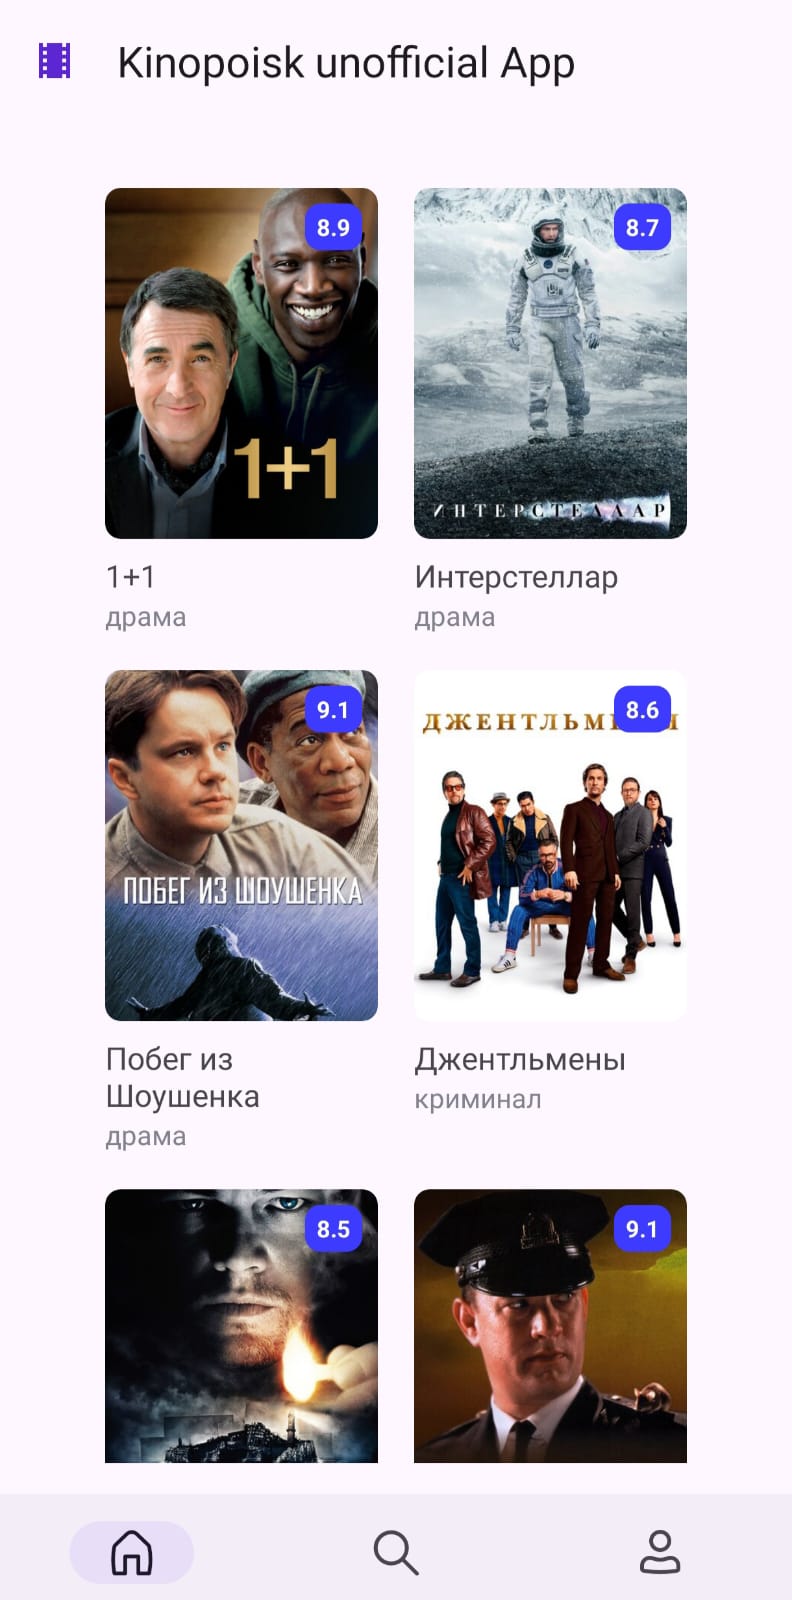 Kinopoisk unofficial App
8.9
1+1
1+1
драма
8.7
ИНТЕРСТЕЛЛАР
Интерстеллар
драма
9.1
ПОБЕГ ИЗ ШОУШЕНКА
Побег из
Шоушенка
драма
8.6
Джентльмены
криминал
8.5
9.1